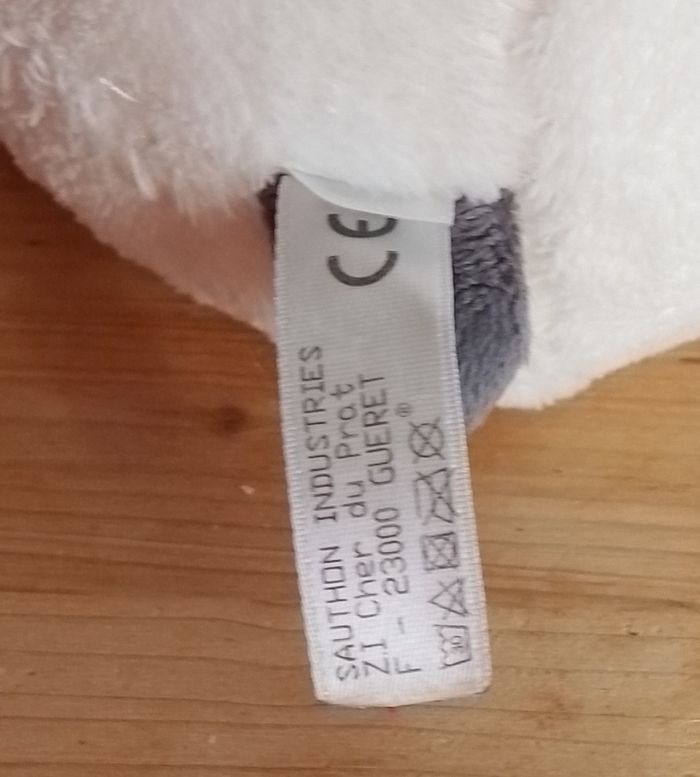 CE
SAUTHON INDUSTRIES
ZI Cher du Prat
F - 23000 GUERET
®